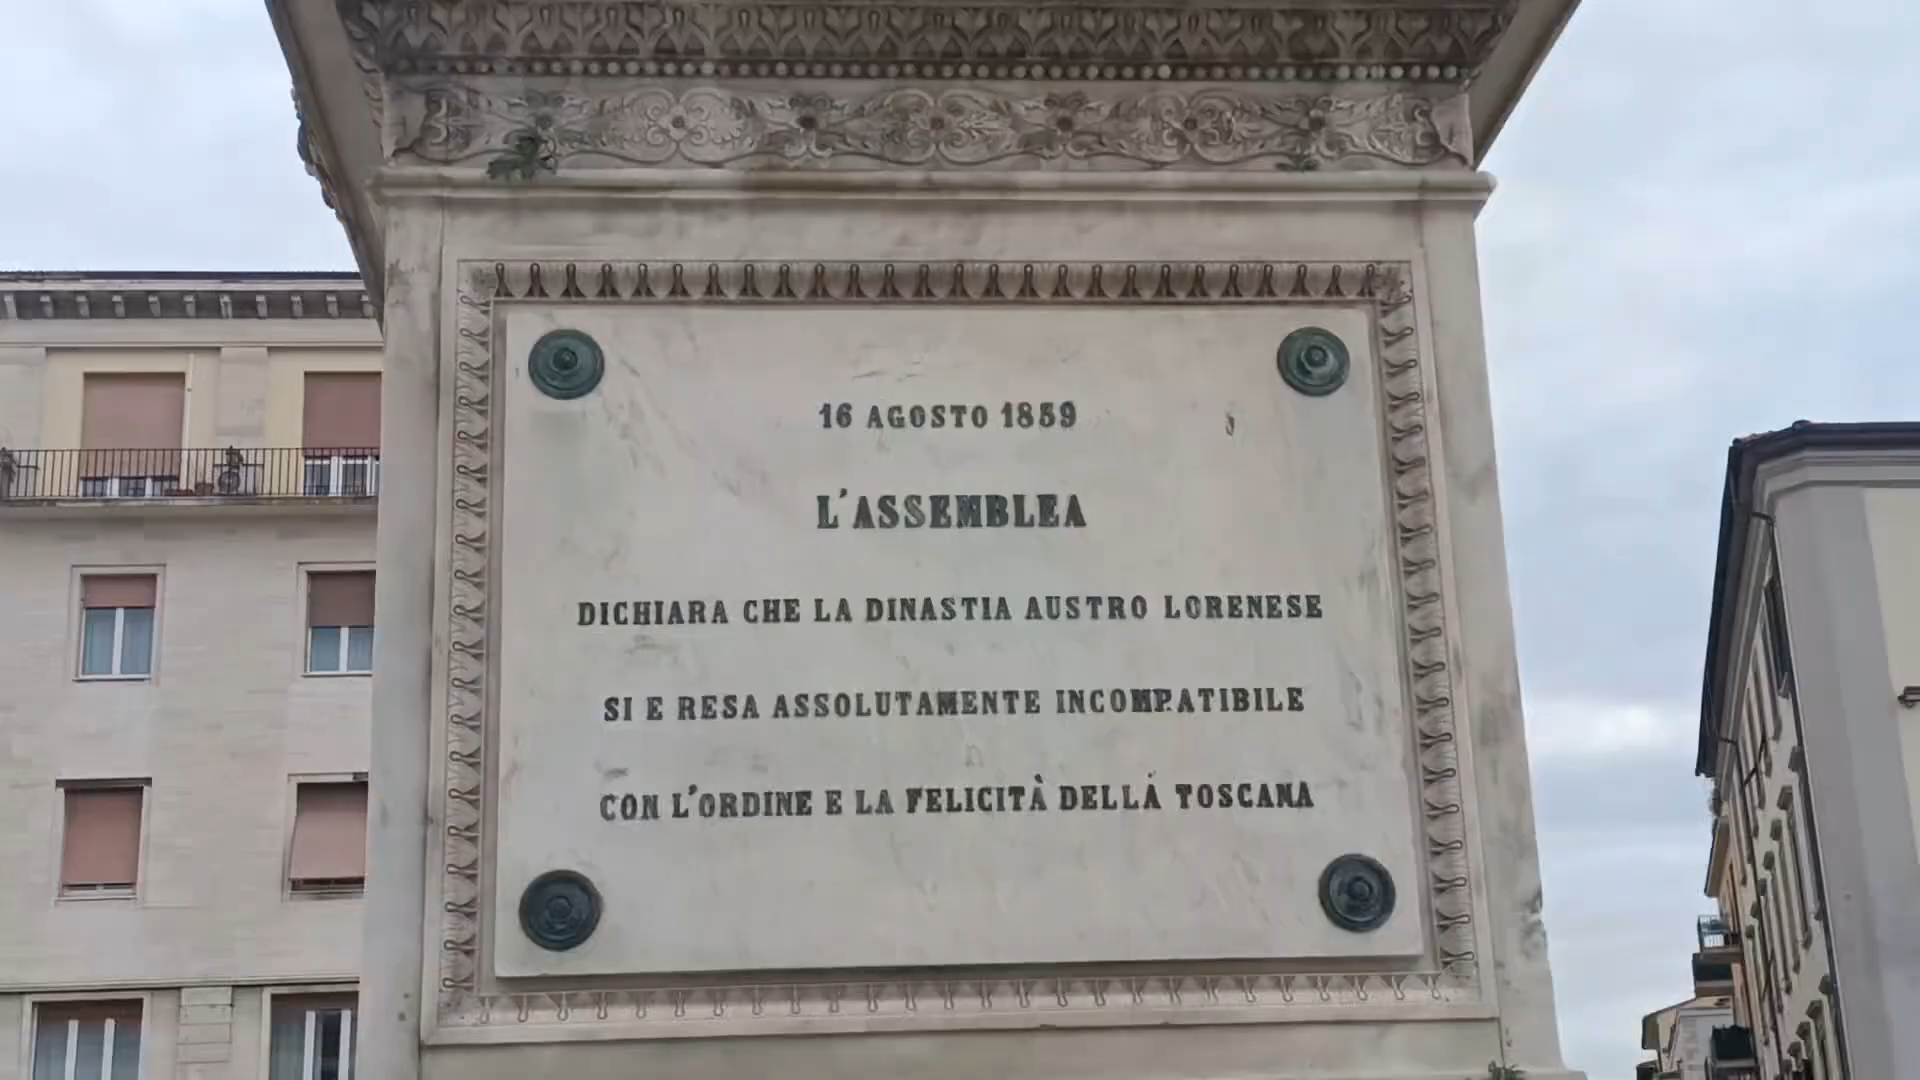 16 AGOSTO 1859
L'ASSEMBLEA
DICHIARA CHE LA DINASTIA AUSTRO LORENESE
SI E RESA ASSOLUTAMENTE INCOMPATIBILE
CON L'ORDINE E LA FELICITÀ DELLA TOSCANA